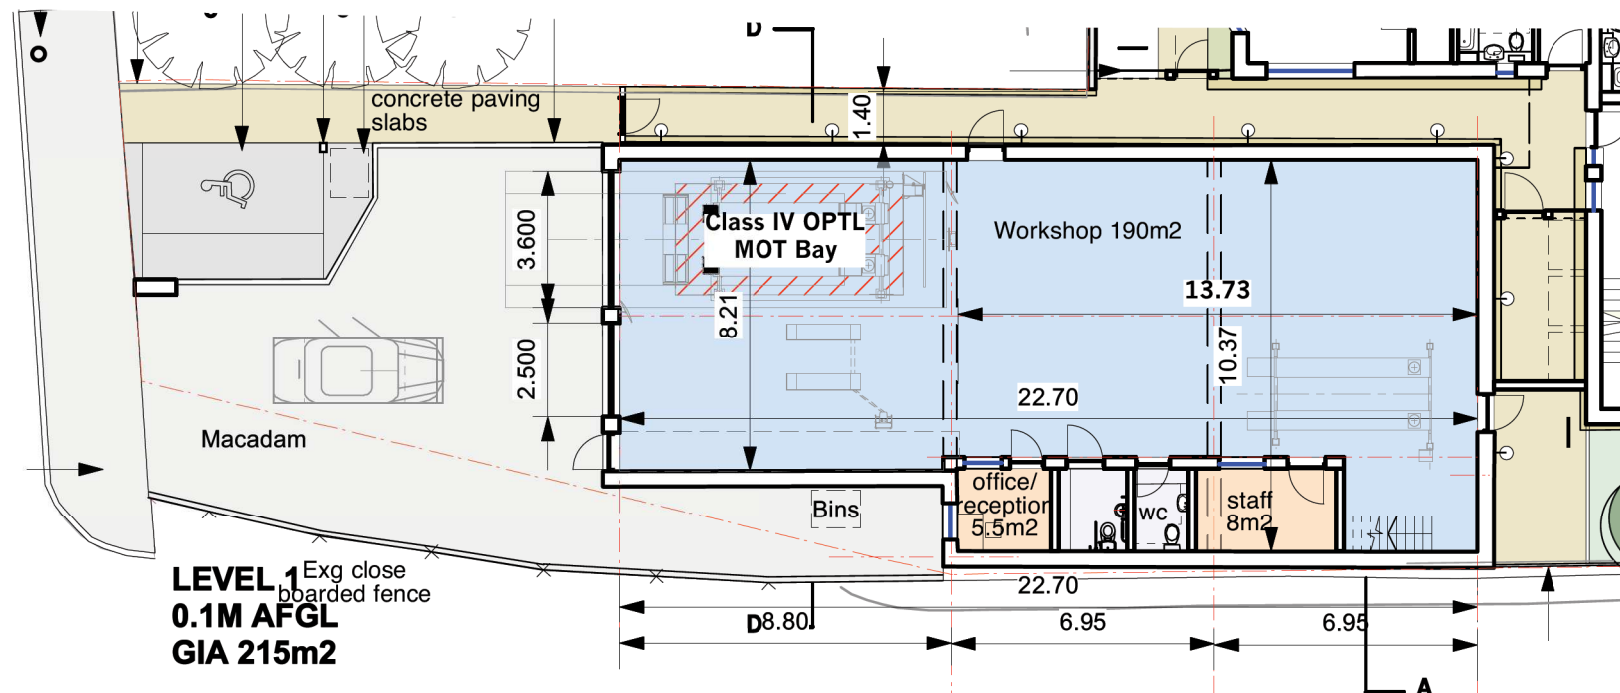 D
concrete paving
slabs
1.40
3.600
Class IV OPTL
MOT Bay
Workshop 190m2
8.21
13.73
10.37
2.500
22.70
Macadam
office/
reception
5.5m2
wc
staff
8m2
Bins
LEVEL 1
Exg close
boarded fence
0.1M AFGL
GIA 215m2
22.70
D
8.80
6.95
6.95
A